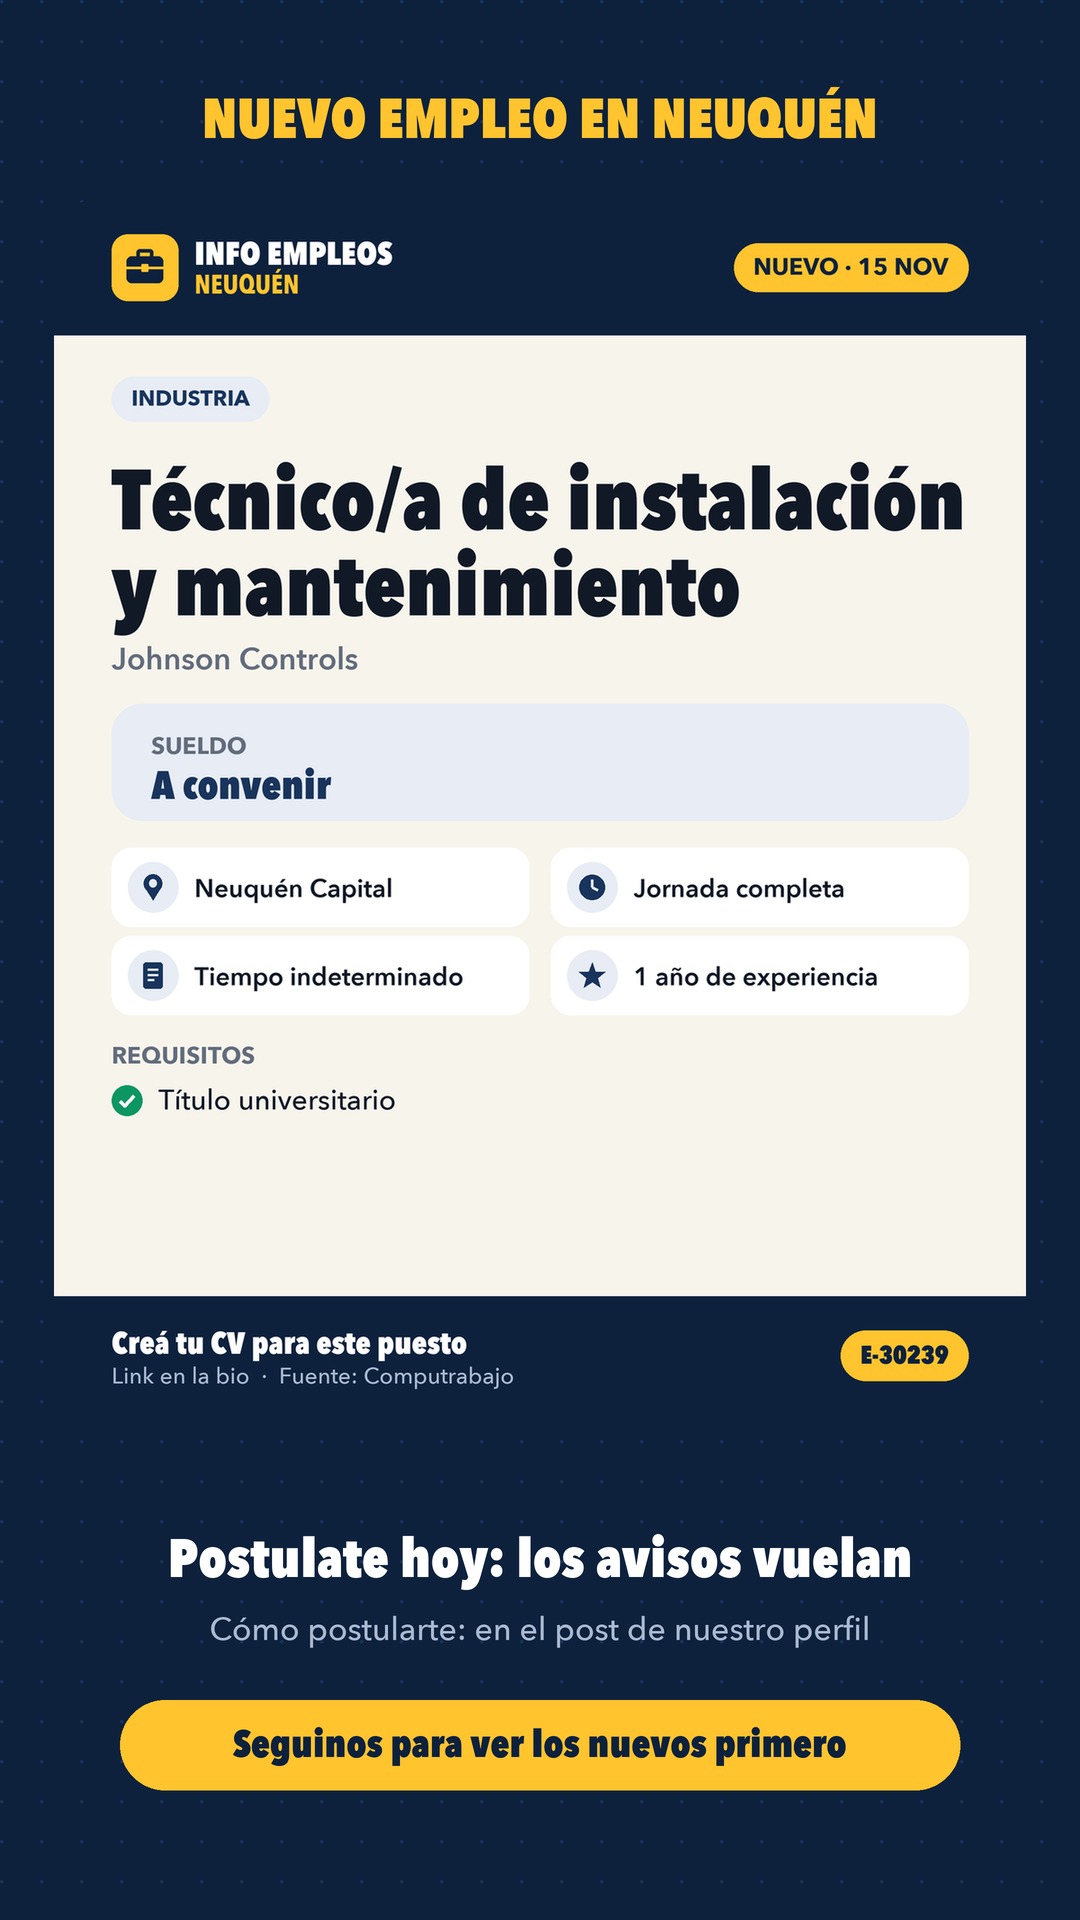 NUEVO EMPLEO EN NEUQUÉN
INFO EMPLEOS
NEUQUÉN
NUEVO · 15 NOV
INDUSTRIA
Técnico/a de instalación
y mantenimiento
Johnson Controls
SUELDO
A convenir
Neuquén Capital
Jornada completa
Tiempo indeterminado
1 año de experiencia
REQUISITOS
Título universitario
Creá tu CV para este puesto
Link en la bio · Fuente: Computrabajo
E-30239
Postulate hoy: los avisos vuelan
Cómo postularte: en el post de nuestro perfil
Seguinos para ver los nuevos primero